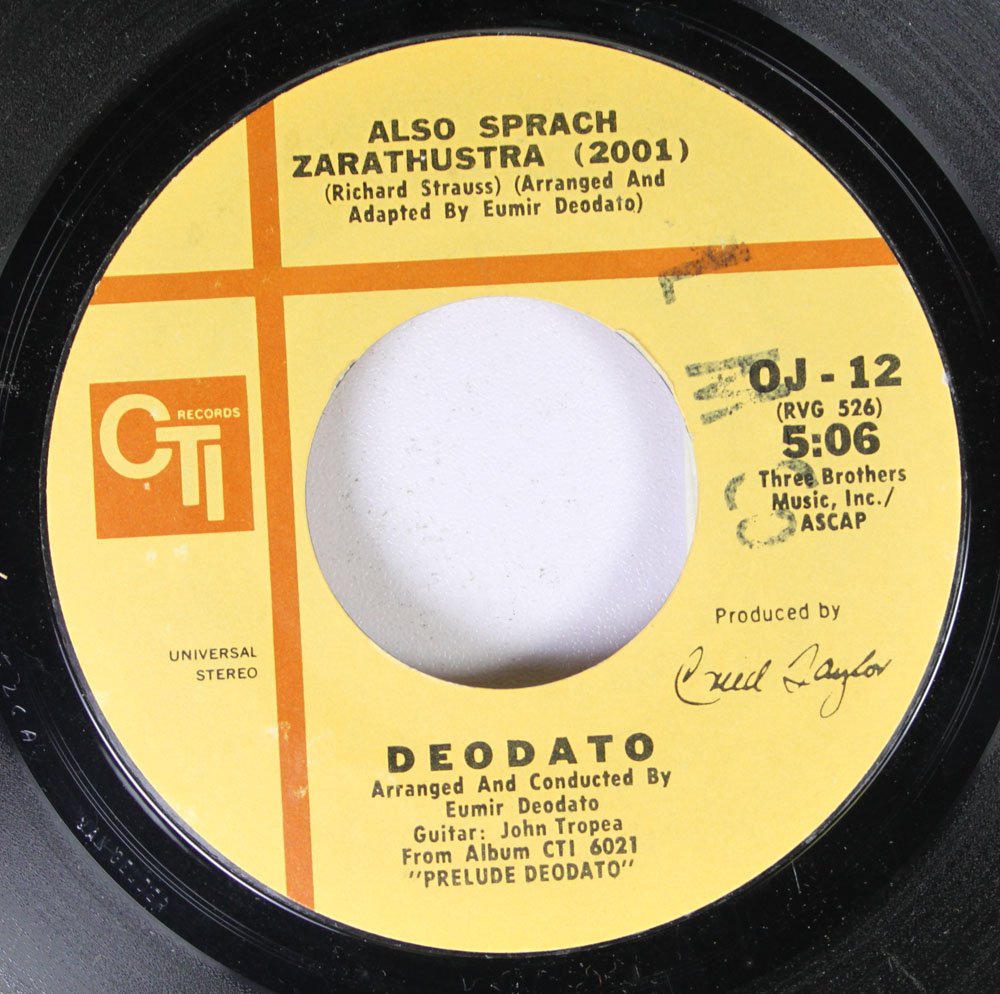 ALSO SPRACH
ZARATHUSTRA (2001)
(Richard Strauss) (Arranged And
Adapted By Eumir Deodato)
CTI RECORDS
OJ - 12
(RVG 526)
5:06
Three Brothers
Music, Inc./
ASCAP
Produced by
Creed Taylor
UNIVERSAL
STEREO
DEODATO
Arranged And Conducted By
Eumir Deodato
Guitar: John Tropea
From Album CTI 6021
"PRELUDE DEODATO"